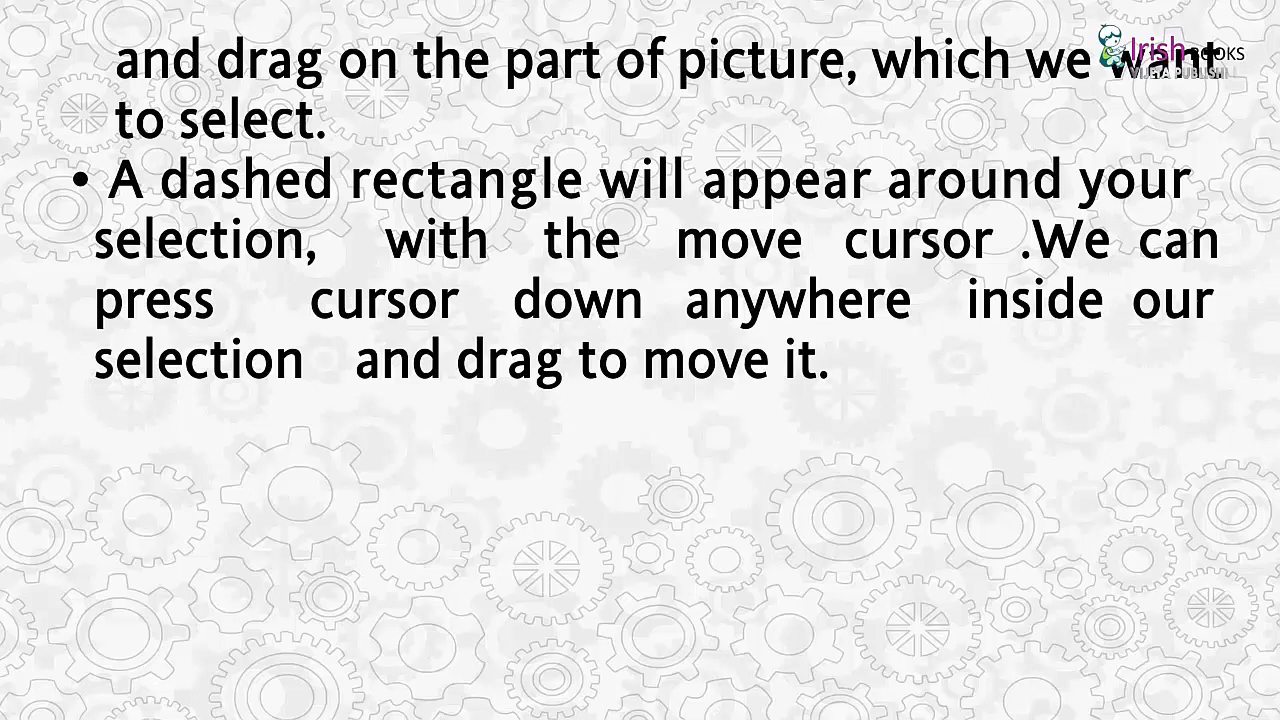 and drag on the part of picture, which we want
to select.
• A dashed rectangle will appear around your
selection, with the move cursor .We can
press cursor down anywhere inside our
selection and drag to move it.
Irish BOOKS